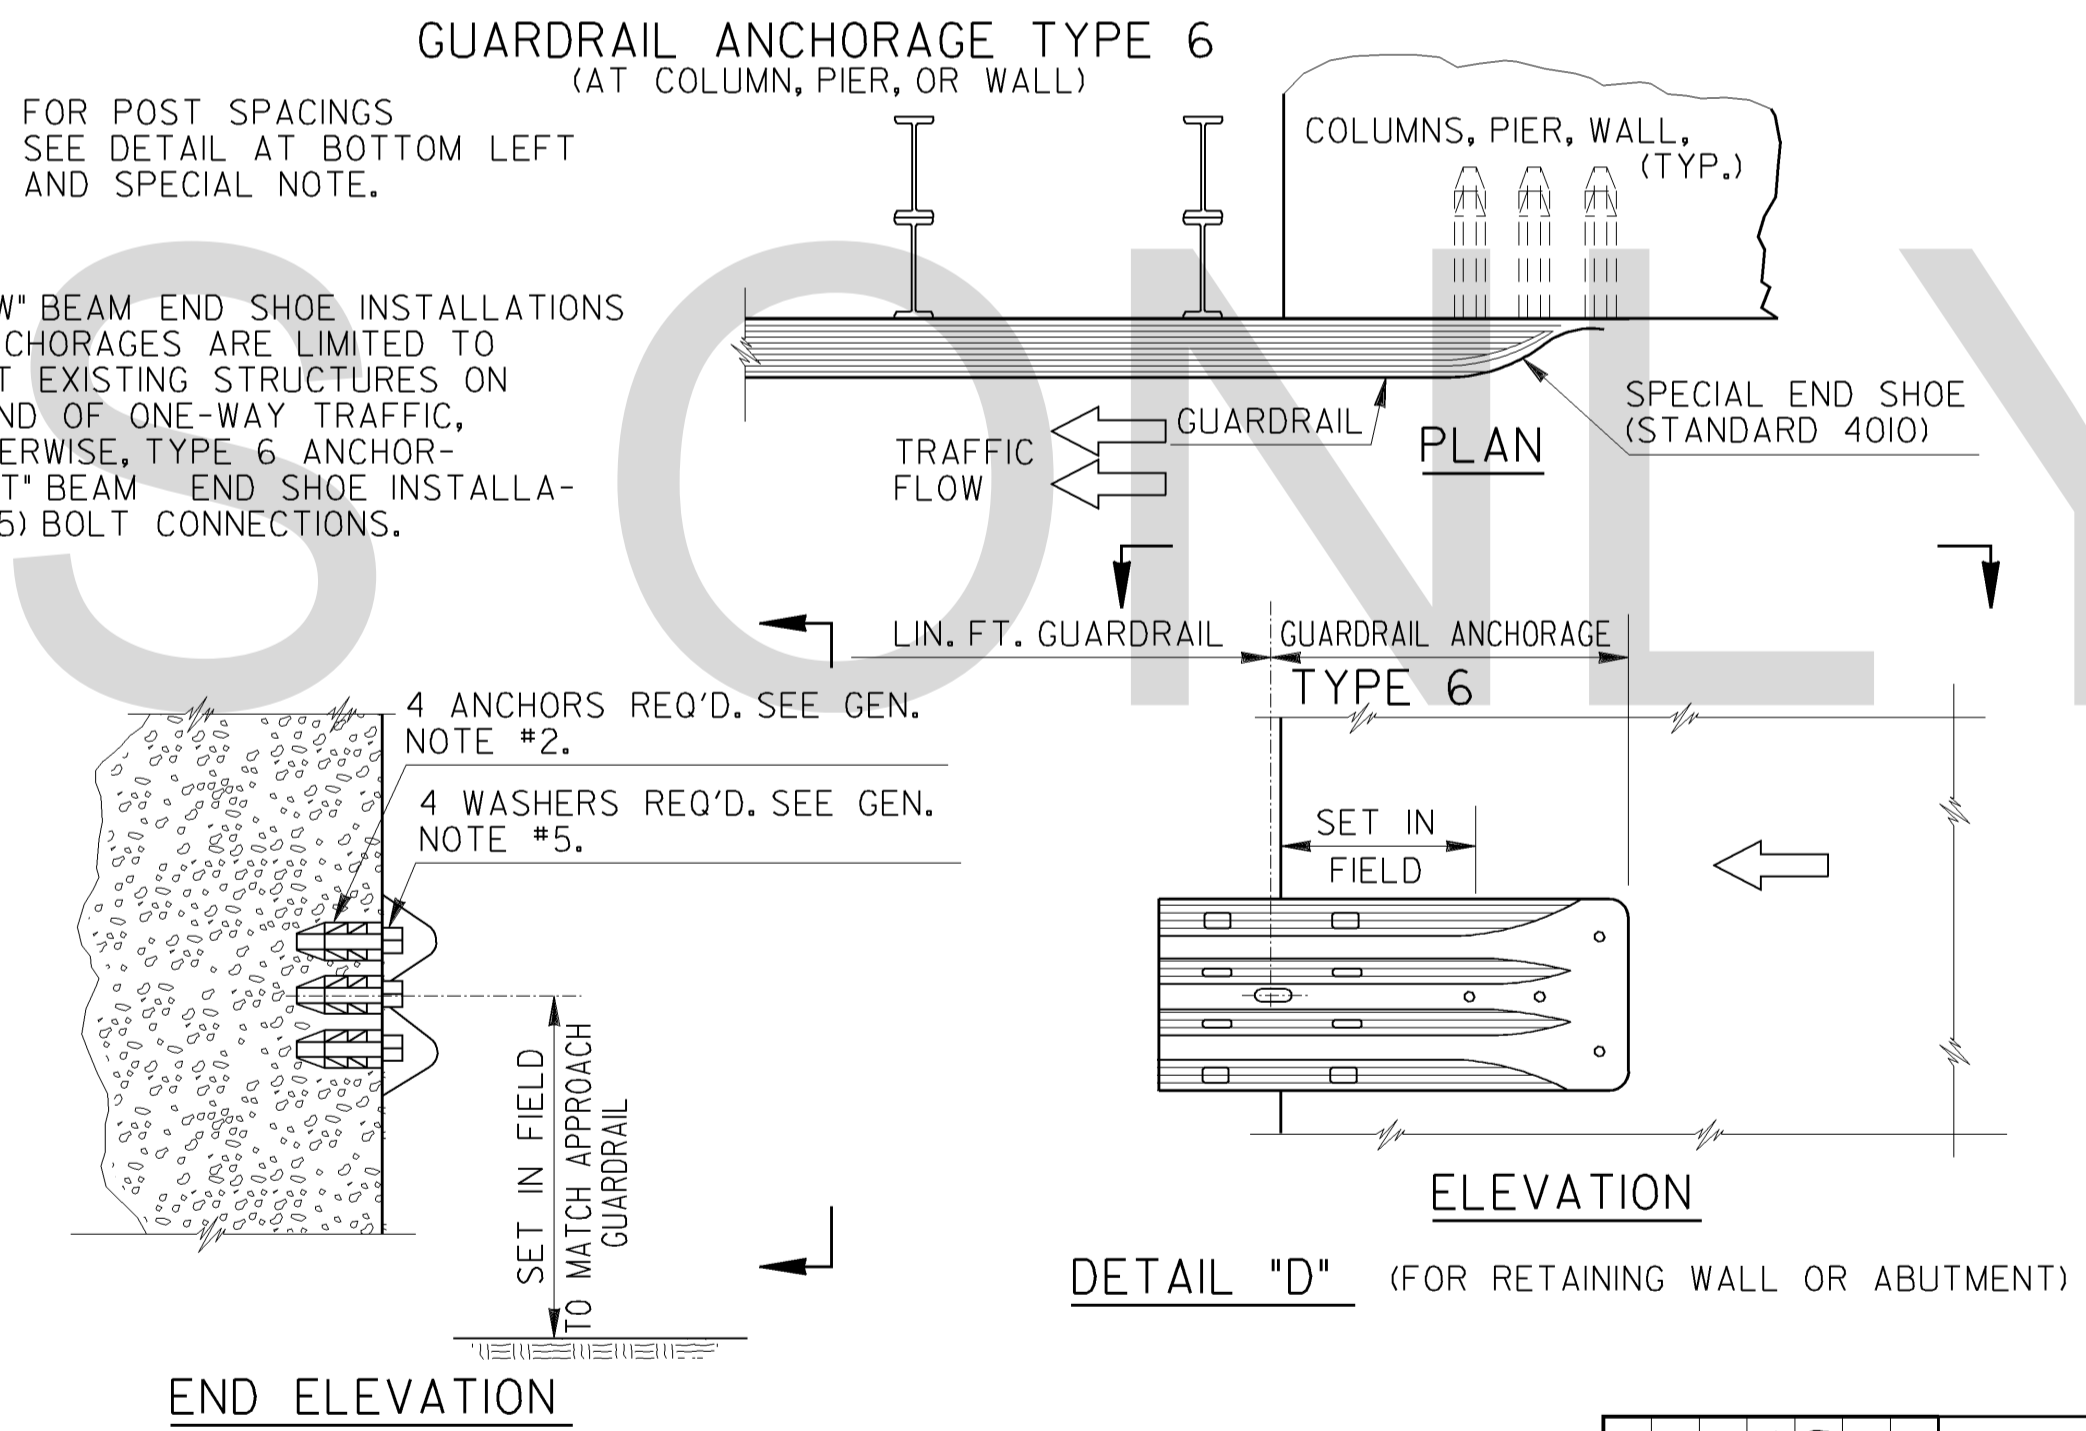 GUARDRAIL ANCHORAGE TYPE 6
(AT COLUMN, PIER, OR WALL)
FOR POST SPACINGS
SEE DETAIL AT BOTTOM LEFT
AND SPECIAL NOTE.
COLUMNS, PIER, WALL,
(TYP.)
W" BEAM END SHOE INSTALLATIONS
CHORAGES ARE LIMITED TO
T EXISTING STRUCTURES ON
ND OF ONE-WAY TRAFFIC,
ERWISE, TYPE 6 ANCHOR-
T" BEAM END SHOE INSTALLA-
5) BOLT CONNECTIONS.
GUARDRAIL
TRAFFIC
FLOW
PLAN
SPECIAL END SHOE
(STANDARD 4010)
S ONLY
LIN. FT. GUARDRAIL
GUARDRAIL ANCHORAGE
TYPE 6
4 ANCHORS REQ'D. SEE GEN.
NOTE #2.
4 WASHERS REQ'D. SEE GEN.
NOTE #5.
SET IN
FIELD
SET IN FIELD
TO MATCH APPROACH
GUARDRAIL
ELEVATION
DETAIL "D" (FOR RETAINING WALL OR ABUTMENT)
END ELEVATION